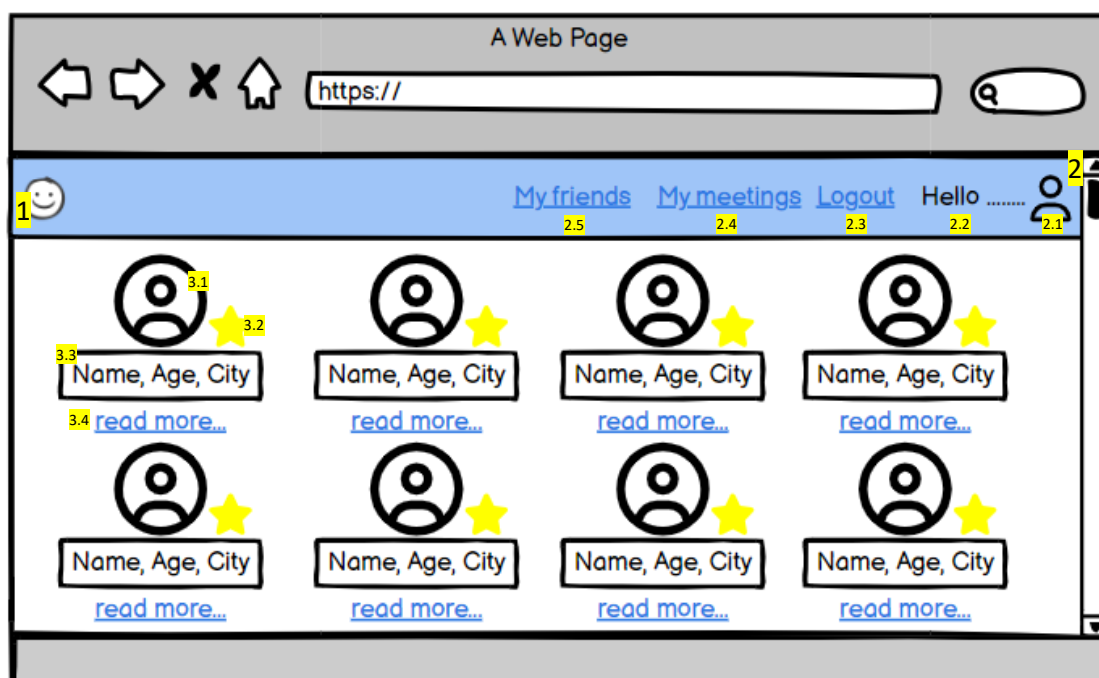 A Web Page
https://
1 My friends My meetings Logout Hello ........ 2
2.5 2.4 2.3 2.2 2.1
3.1
3.2
3.3
Name, Age, City Name, Age, City Name, Age, City Name, Age, City
3.4 read more... read more... read more... read more...
Name, Age, City Name, Age, City Name, Age, City Name, Age, City
read more... read more... read more... read more...